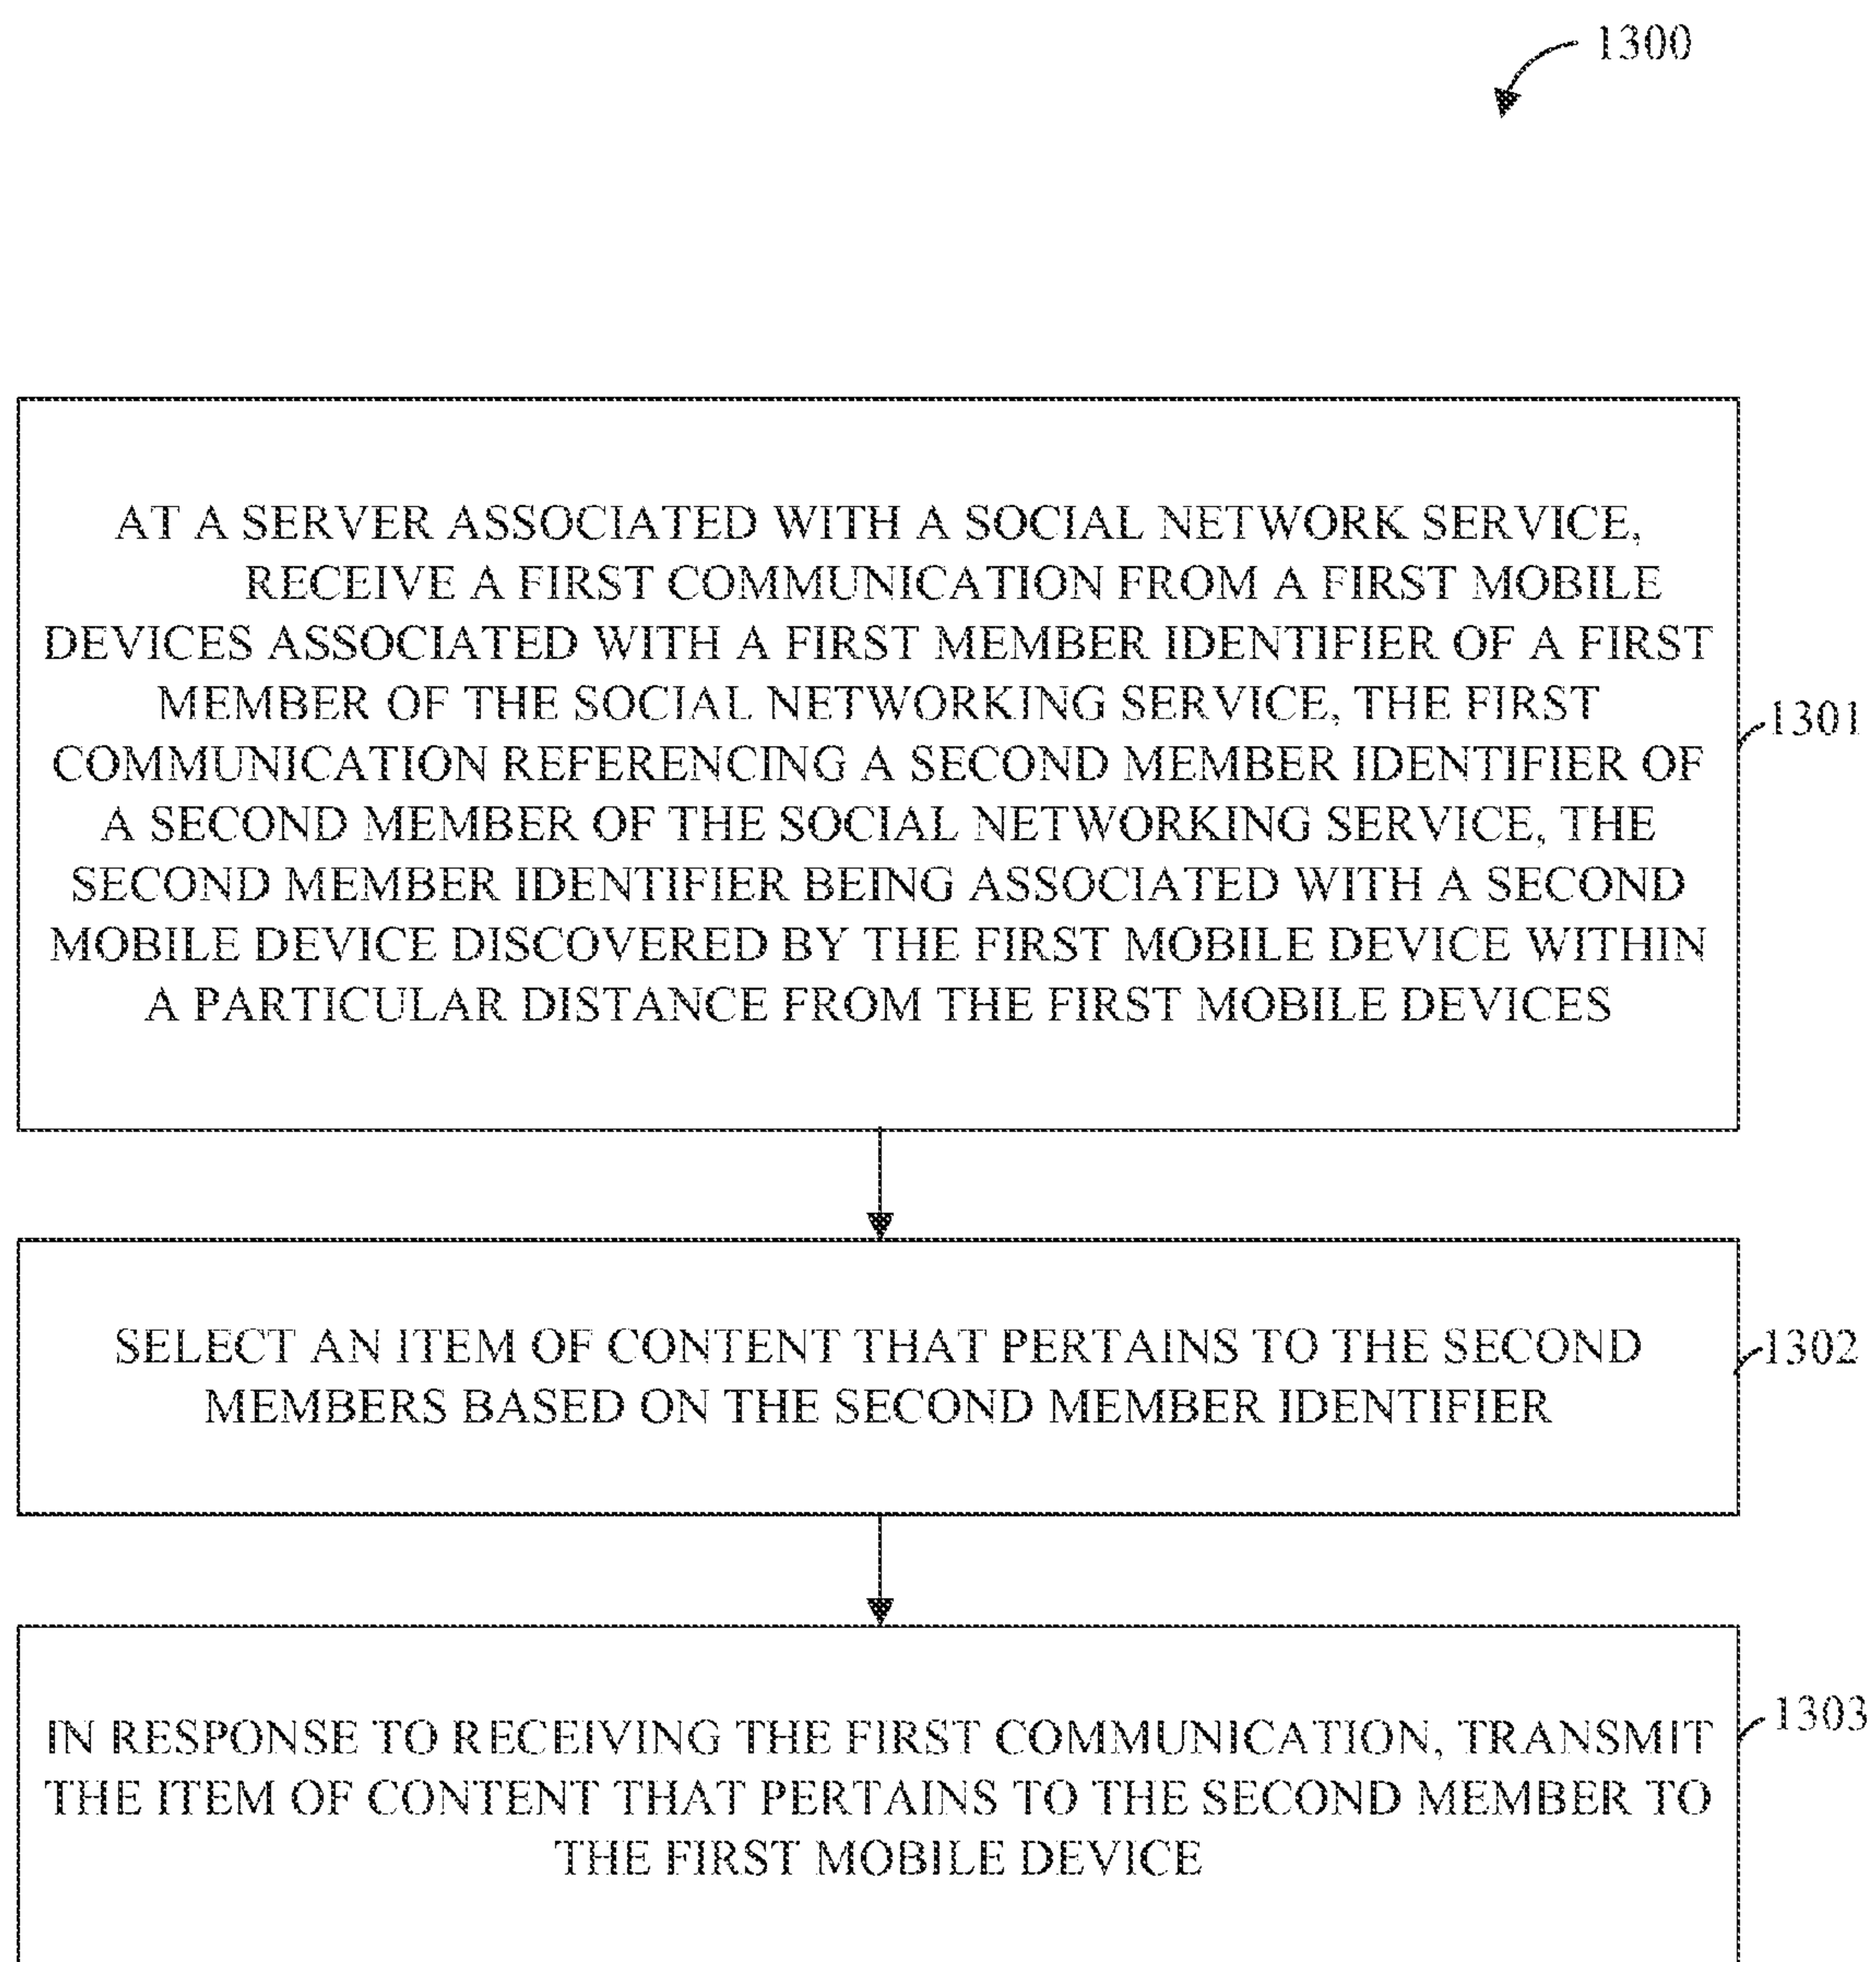 1300
AT A SERVER ASSOCIATED WITH A SOCIAL NETWORK SERVICE,
RECEIVE A FIRST COMMUNICATION FROM A FIRST MOBILE
DEVICES ASSOCIATED WITH A FIRST MEMBER IDENTIFIER OF A FIRST
MEMBER OF THE SOCIAL NETWORKING SERVICE, THE FIRST
COMMUNICATION REFERENCING A SECOND MEMBER IDENTIFIER OF
A SECOND MEMBER OF THE SOCIAL NETWORKING SERVICE, THE
SECOND MEMBER IDENTIFIER BEING ASSOCIATED WITH A SECOND
MOBILE DEVICE DISCOVERED BY THE FIRST MOBILE DEVICE WITHIN
A PARTICULAR DISTANCE FROM THE FIRST MOBILE DEVICES
1301
SELECT AN ITEM OF CONTENT THAT PERTAINS TO THE SECOND
MEMBERS BASED ON THE SECOND MEMBER IDENTIFIER
1302
IN RESPONSE TO RECEIVING THE FIRST COMMUNICATION, TRANSMIT
THE ITEM OF CONTENT THAT PERTAINS TO THE SECOND MEMBER TO
THE FIRST MOBILE DEVICE
1303